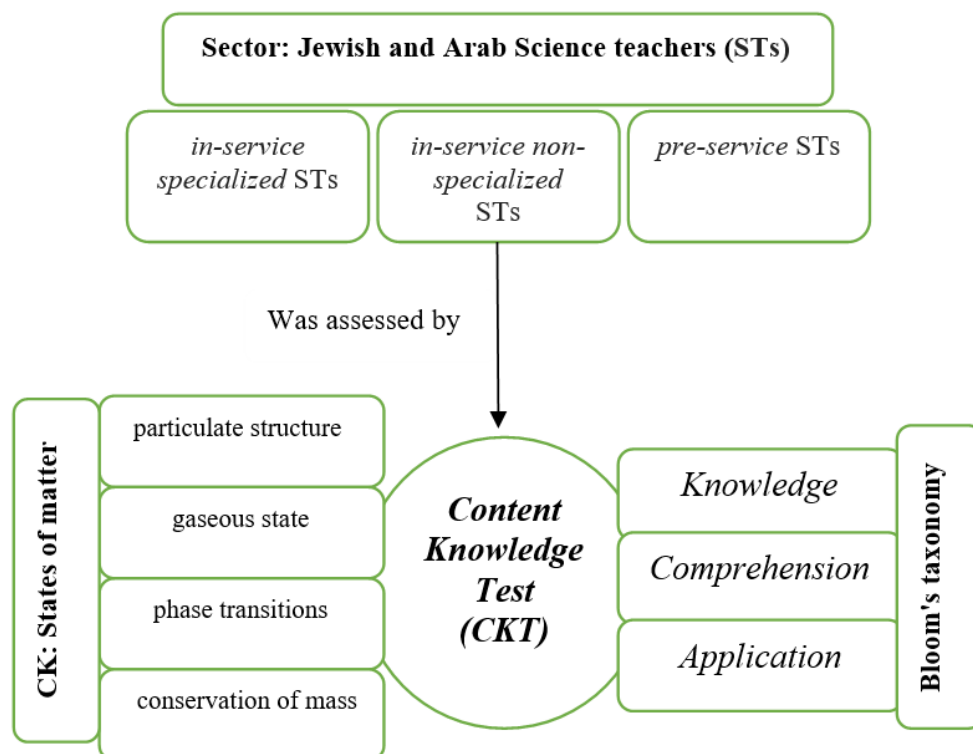 Sector: Jewish and Arab Science teachers (STs)
in-service
specialized STs
in-service non-
specialized
STs
pre-service STs
Was assessed by
CK: States of matter
particulate structure
gaseous state
phase transitions
conservation of mass
Content
Knowledge
Test
(CKT)
Knowledge
Comprehension
Application
Bloom's taxonomy